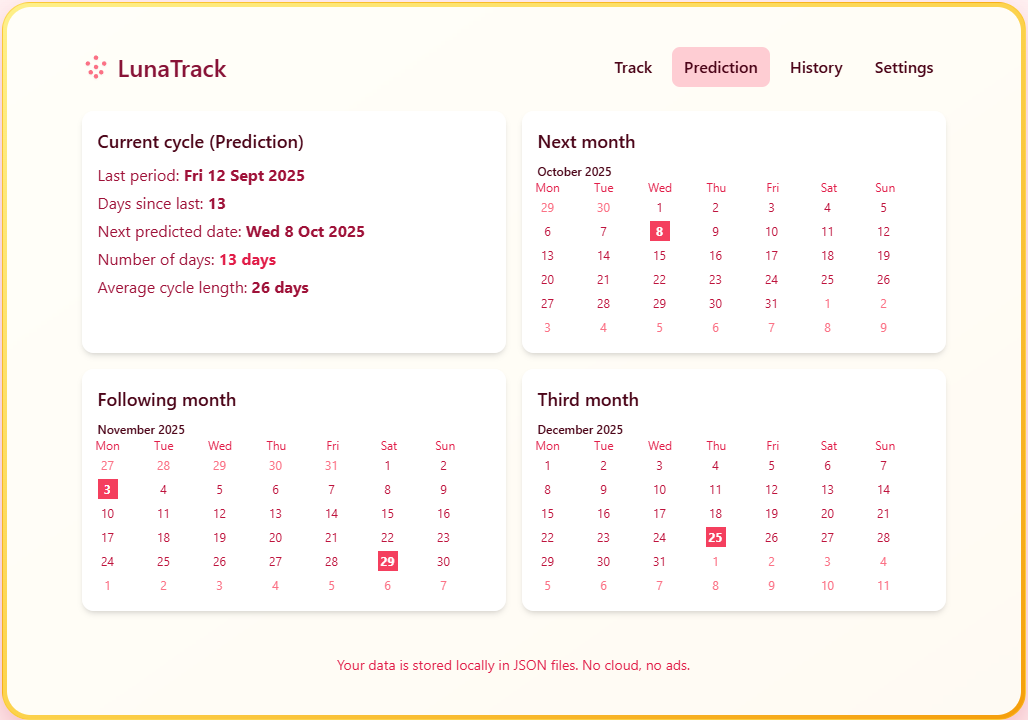 LunaTrack
Track Prediction History Settings
Current cycle (Prediction)
Last period: Fri 12 Sept 2025
Days since last: 13
Next predicted date: Wed 8 Oct 2025
Number of days: 13 days
Average cycle length: 26 days
Next month
October 2025
Mon Tue Wed Thu Fri Sat Sun
29 30 1 2 3 4 5
6 7 8 9 10 11 12
13 14 15 16 17 18 19
20 21 22 23 24 25 26
27 28 29 30 31 1 2
3 4 5 6 7 8 9
Following month
November 2025
Mon Tue Wed Thu Fri Sat Sun
27 28 29 30 31 1 2
3 4 5 6 7 8 9
10 11 12 13 14 15 16
17 18 19 20 21 22 23
24 25 26 27 28 29 30
1 2 3 4 5 6 7
Third month
December 2025
Mon Tue Wed Thu Fri Sat Sun
1 2 3 4 5 6 7
8 9 10 11 12 13 14
15 16 17 18 19 20 21
22 23 24 25 26 27 28
29 30 31 1 2 3 4
5 6 7 8 9 10 11
Your data is stored locally in JSON files. No cloud, no ads.